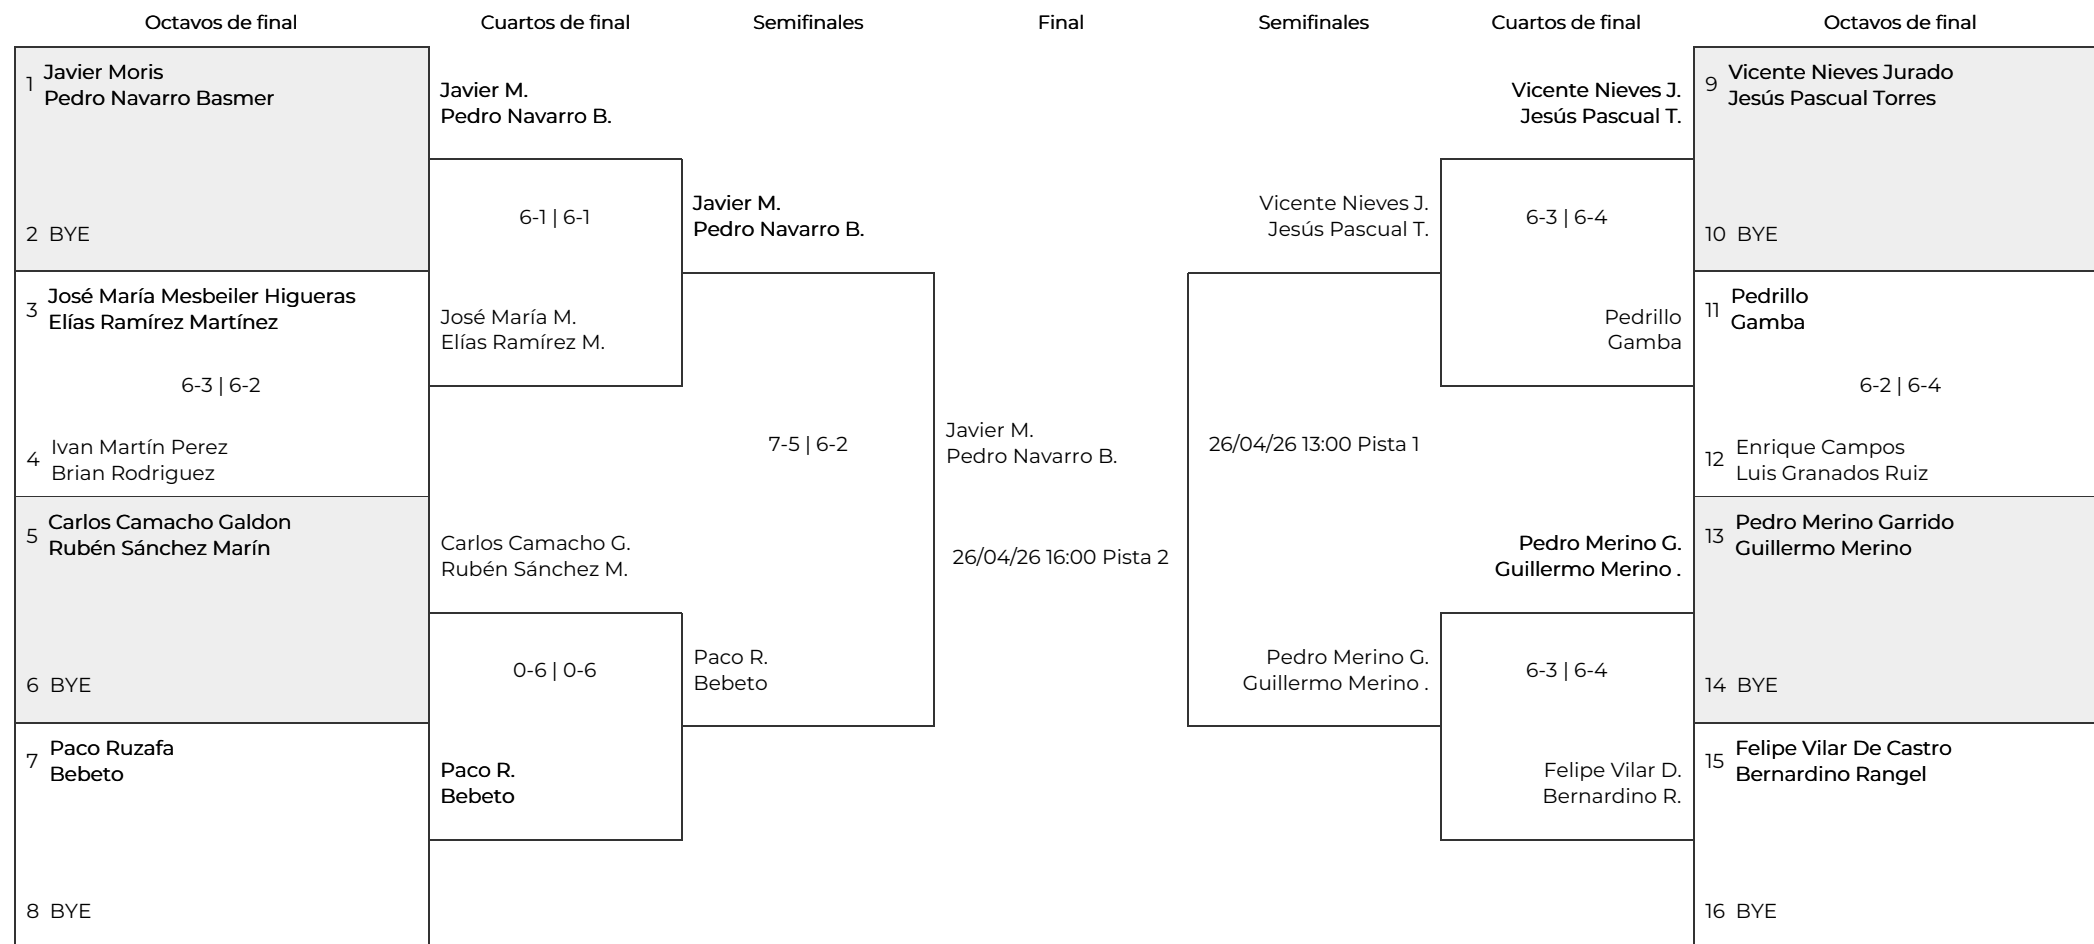 Octavos de final
Cuartos de final
Semifinales
Final
Semifinales
Cuartos de final
Octavos de final
1
Javier Moris
Pedro Navarro Basmer
2 BYE
3
José María Mesbeiler Higueras
Elías Ramírez Martínez
6-3 | 6-2
4
Ivan Martín Perez
Brian Rodriguez
5
Carlos Camacho Galdon
Rubén Sánchez Marín
6 BYE
7
Paco Ruzafa
Bebeto
8 BYE
Javier M.
Pedro Navarro B.
6-1 | 6-1
José María M.
Elías Ramírez M.
Carlos Camacho G.
Rubén Sánchez M.
0-6 | 0-6
Paco R.
Bebeto
Javier M.
Pedro Navarro B.
7-5 | 6-2
Paco R.
Bebeto
Javier M.
Pedro Navarro B.
26/04/26 16:00 Pista 2
Vicente Nieves J.
Jesús Pascual T.
26/04/26 13:00 Pista 1
Pedro Merino G.
Guillermo Merino .
Vicente Nieves J.
Jesús Pascual T.
6-3 | 6-4
Pedrillo
Gamba
Pedro Merino G.
Guillermo Merino .
6-3 | 6-4
Felipe Vilar D.
Bernardino R.
9
Vicente Nieves Jurado
Jesús Pascual Torres
10 BYE
11
Pedrillo
Gamba
6-2 | 6-4
12
Enrique Campos
Luis Granados Ruiz
13
Pedro Merino Garrido
Guillermo Merino
14 BYE
15
Felipe Vilar De Castro
Bernardino Rangel
16 BYE